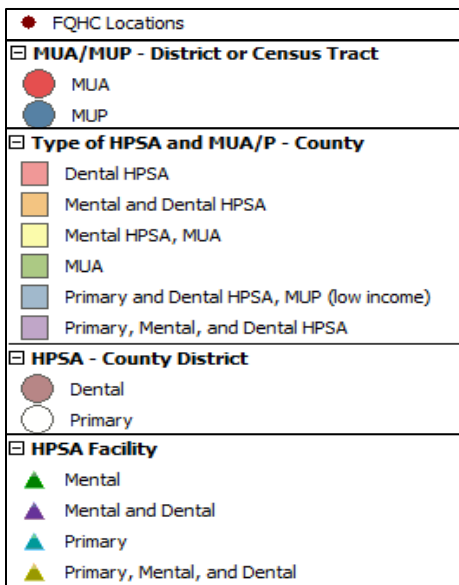 FQHC Locations
MUA/MUP - District or Census Tract
MUA
MUP
Type of HPSA and MUA/P - County
Dental HPSA
Mental and Dental HPSA
Mental HPSA, MUA
MUA
Primary and Dental HPSA, MUP (low income)
Primary, Mental, and Dental HPSA
HPSA - County District
Dental
Primary
HPSA Facility
Mental
Mental and Dental
Primary
Primary, Mental, and Dental